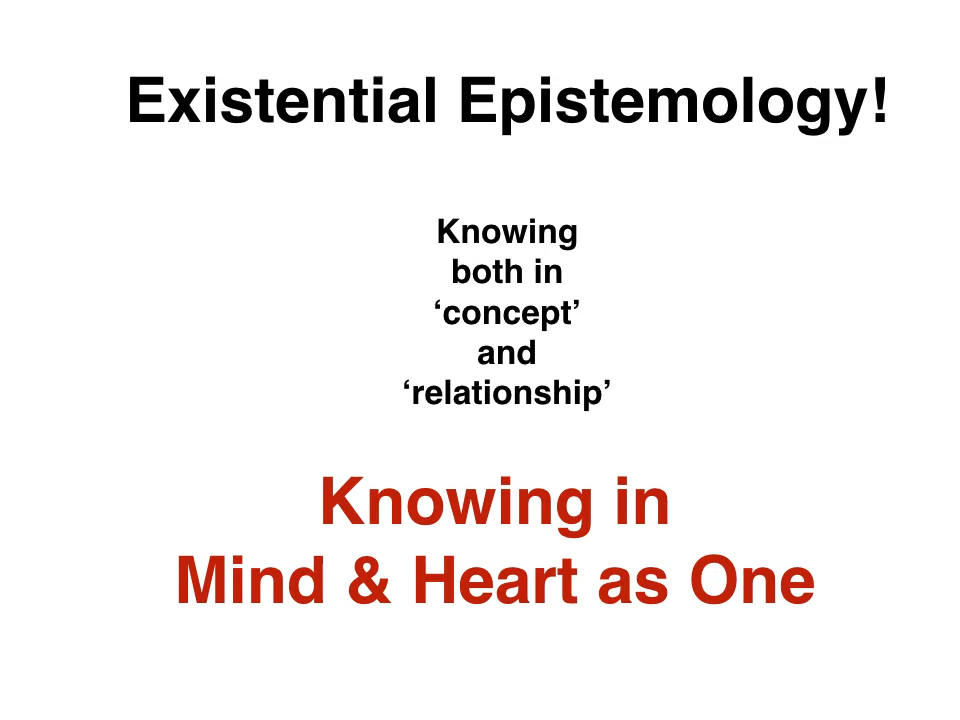 Existential Epistemology!
Knowing
both in
‘concept’
and
‘relationship’
Knowing in
Mind & Heart as One